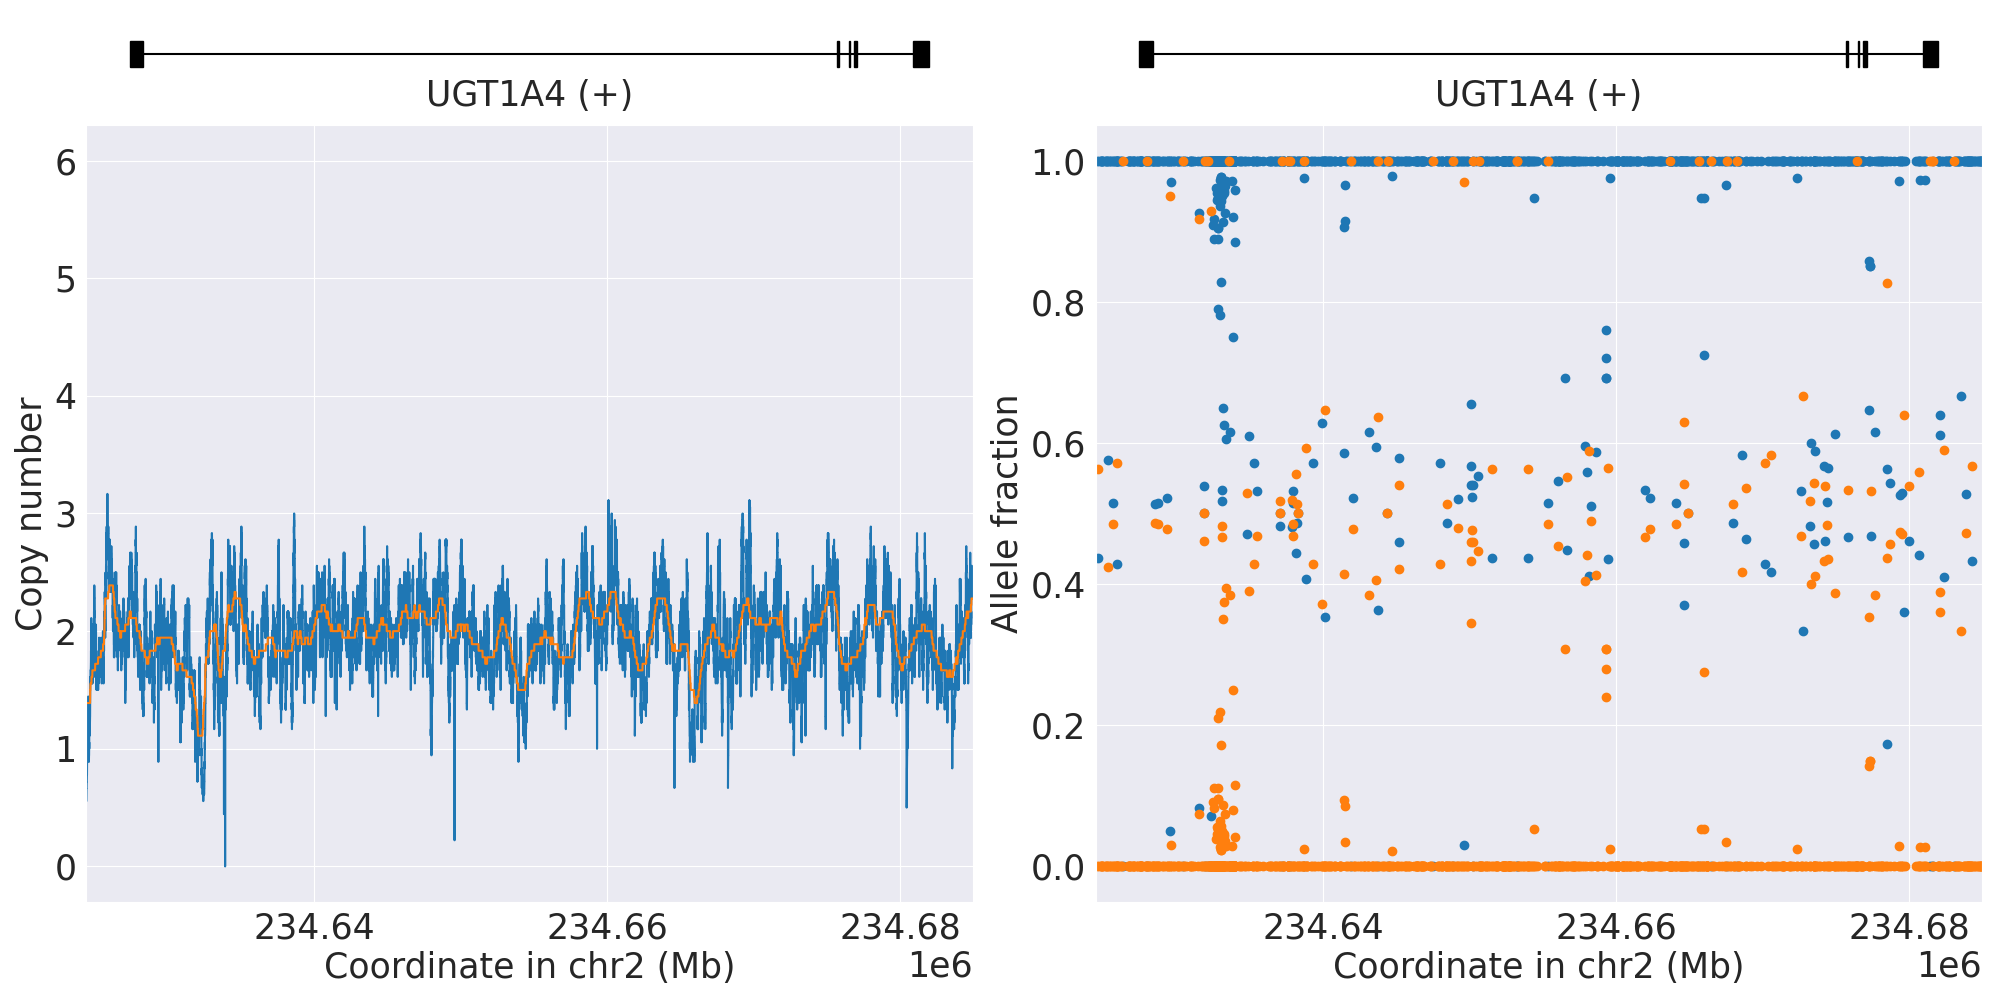 UGT1A4 (+)
6
5
4
3
2
1
0
Copy number
234.64
234.66
234.68
Coordinate in chr2 (Mb)
1e6
UGT1A4 (+)
1.0
0.8
0.6
0.4
0.2
0.0
Allele fraction
234.64
234.66
234.68
Coordinate in chr2 (Mb)
1e6